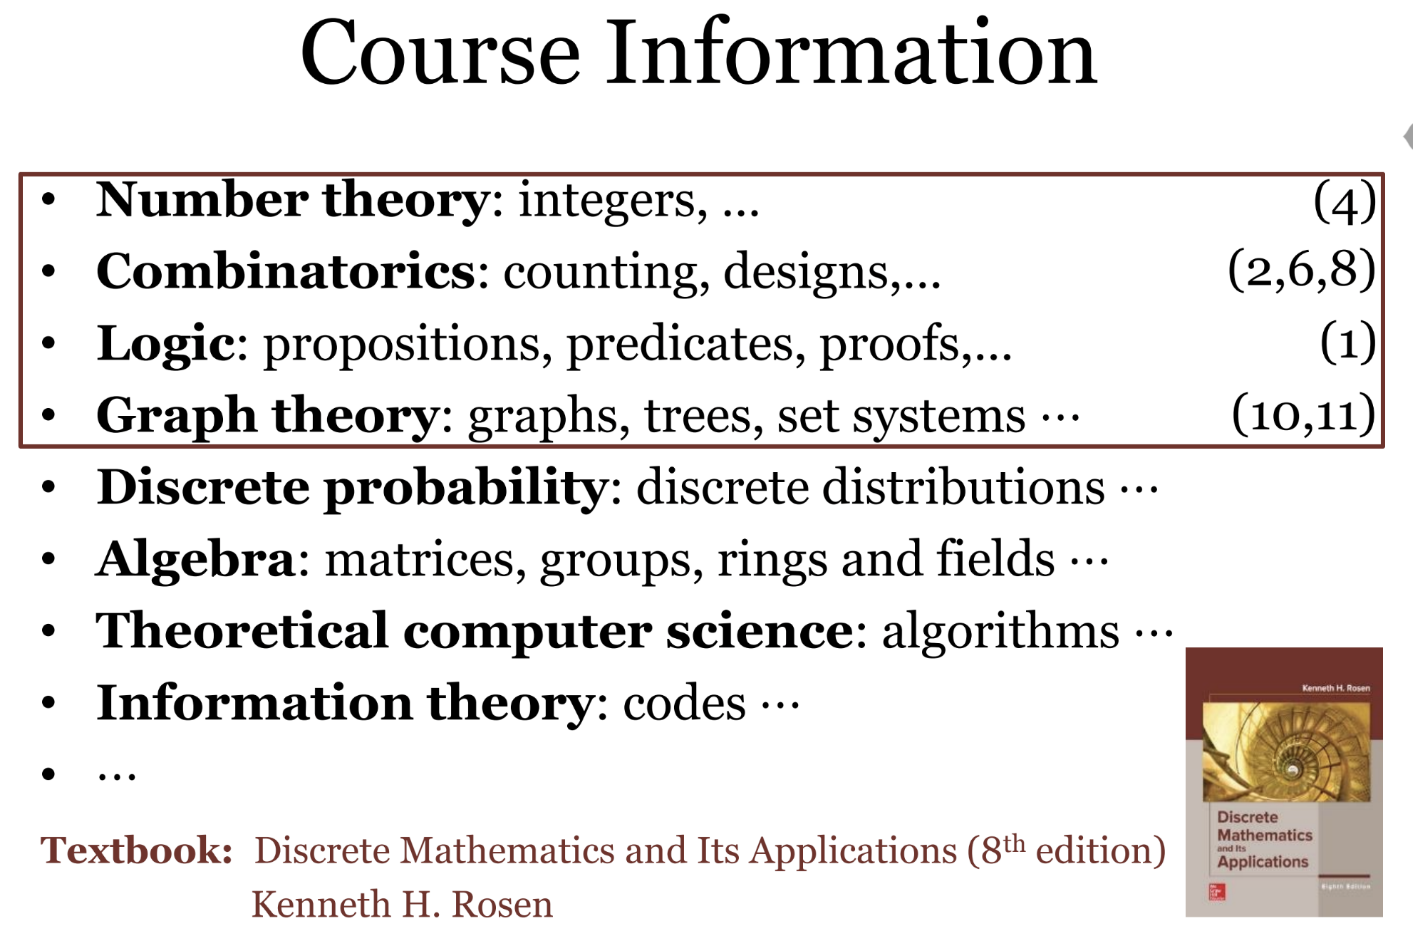 Course Information
• Number theory: integers, ... (4)
• Combinatorics: counting, designs,... (2,6,8)
• Logic: propositions, predicates, proofs,... (1)
• Graph theory: graphs, trees, set systems ⋯ (10,11)
• Discrete probability: discrete distributions ⋯
• Algebra: matrices, groups, rings and fields ⋯
• Theoretical computer science: algorithms ⋯
• Information theory: codes ⋯
• ...
Textbook: Discrete Mathematics and Its Applications (8th edition)
Kenneth H. Rosen
Kenneth H. Rosen
Discrete
Mathematics
and Its
Applications
Eighth Edition